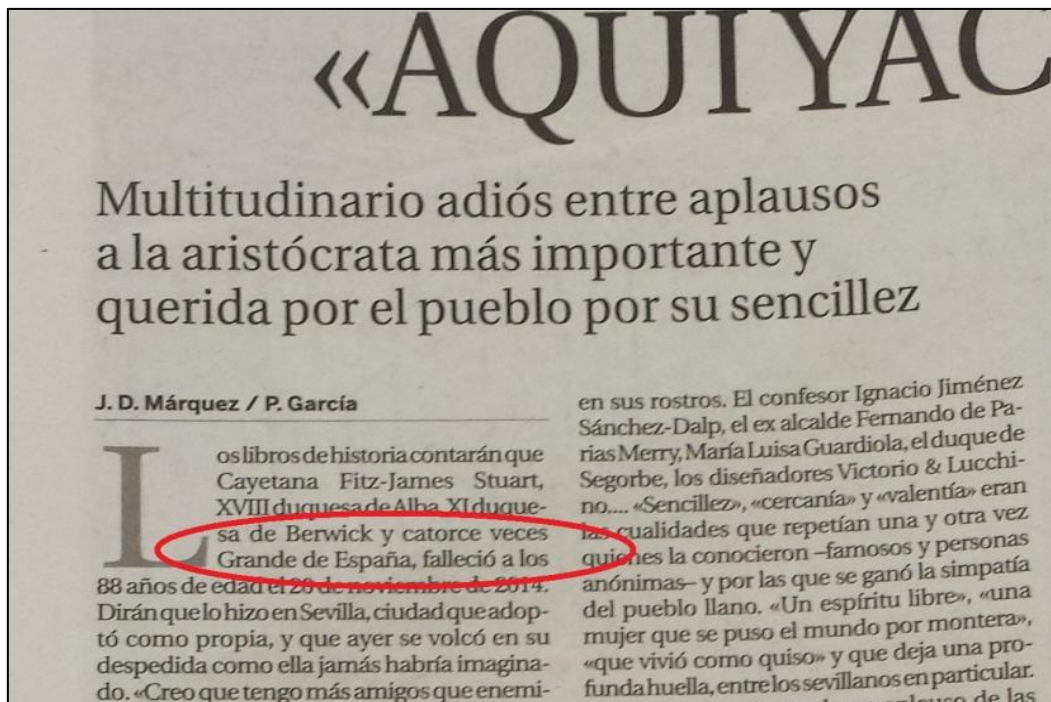 «AQUÍ YAC
Multitudinario adiós entre aplausos
a la aristócrata más importante y
querida por el pueblo por su sencillez
J. D. Márquez / P. García
Los libros de historia contarán que
Cayetana Fitz-James Stuart,
XVIII duquesa de Alba, XI duque-
sa de Berwick y catorce veces
Grande de España, falleció a los
88 años de edad el 20 de noviembre de 2014.
Dirán que lo hizo en Sevilla, ciudad que adop-
tó como propia, y que ayer se volcó en su
despedida como ella jamás habría imagina-
do. «Creo que tengo más amigos que enemi-
en sus rostros. El confesor Ignacio Jiménez
Sánchez-Dalp, el ex alcalde Fernando de Pa-
rias Merry, María Luisa Guardiola, el duque de
Segorbe, los diseñadores Victorio & Lucchi-
no.... «Sencillez», «cercanía» y «valentía» eran
las cualidades que repetían una y otra vez
quienes la conocieron –famosos y personas
anónimas– y por las que se ganó la simpatía
del pueblo llano. «Un espíritu libre», «una
mujer que se puso el mundo por montera»,
«que vivió como quiso» y que deja una pro-
funda huella, entre los sevillanos en particular.
aplauso de las